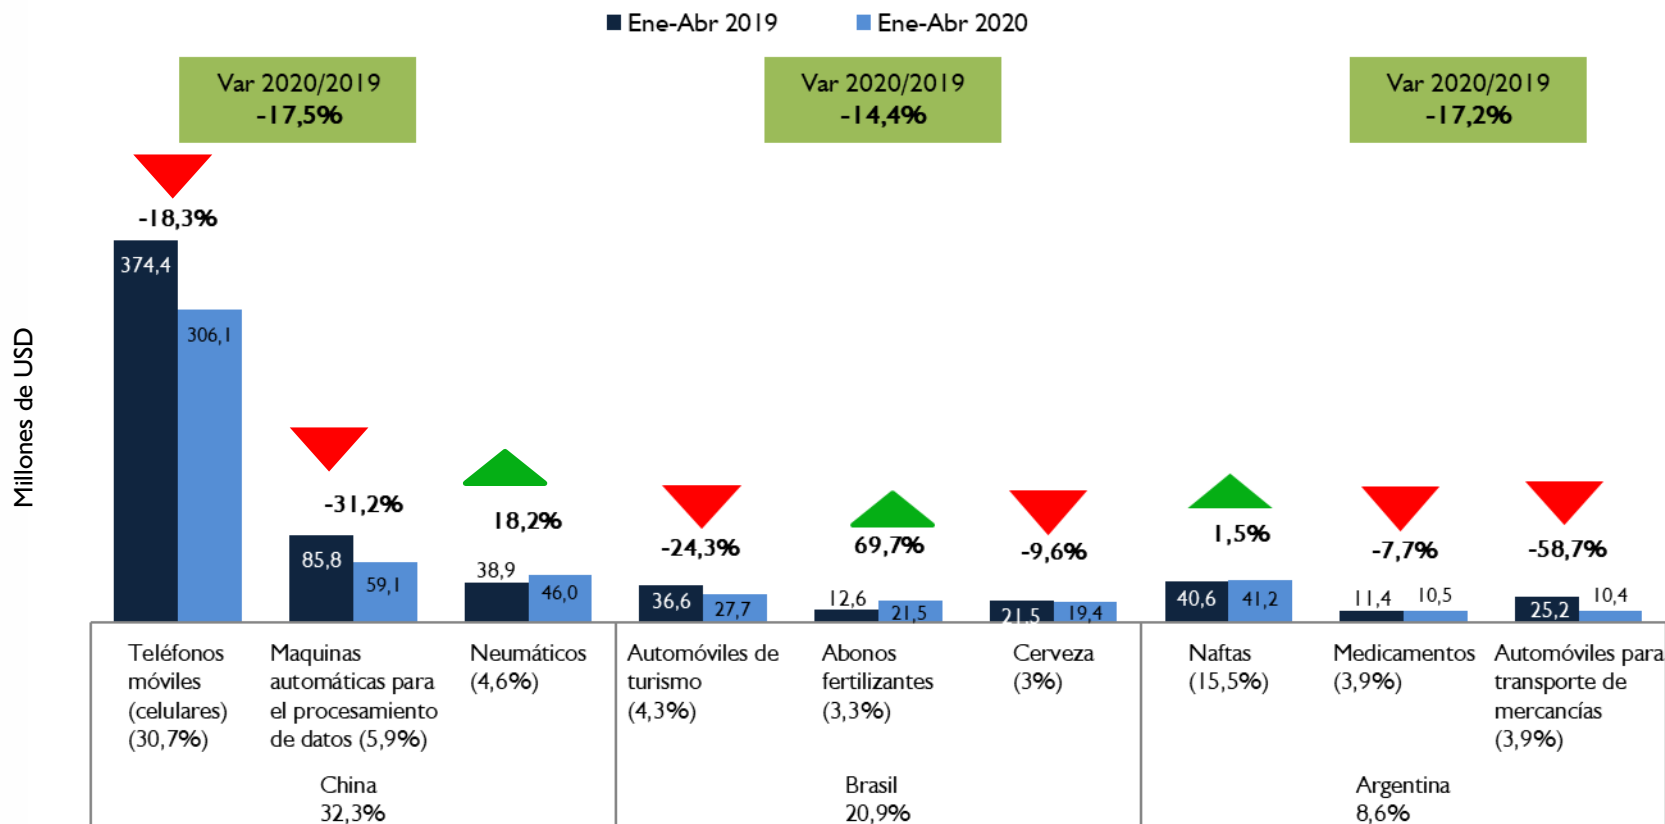 Ene-Abr 2019
Ene-Abr 2020
Var 2020/2019
-17,5%
Var 2020/2019
-14,4%
Var 2020/2019
-17,2%
Millones de USD
-18,3%
374,4
306,1
-31,2%
85,8
59,1
18,2%
38,9
46,0
-24,3%
36,6
27,7
69,7%
12,6
21,5
-9,6%
21,5
19,4
1,5%
40,6
41,2
-7,7%
11,4
10,5
-58,7%
25,2
10,4
Teléfonos
móviles
(celulares)
(30,7%)
Maquinas
automáticas para
el procesamiento
de datos (5,9%)
Neumáticos
(4,6%)
Automóviles de
turismo
(4,3%)
Abonos
fertilizantes
(3,3%)
Cerveza
(3%)
Naftas
(15,5%)
Medicamentos
(3,9%)
Automóviles para
transporte de
mercancías
(3,9%)
China
32,3%
Brasil
20,9%
Argentina
8,6%